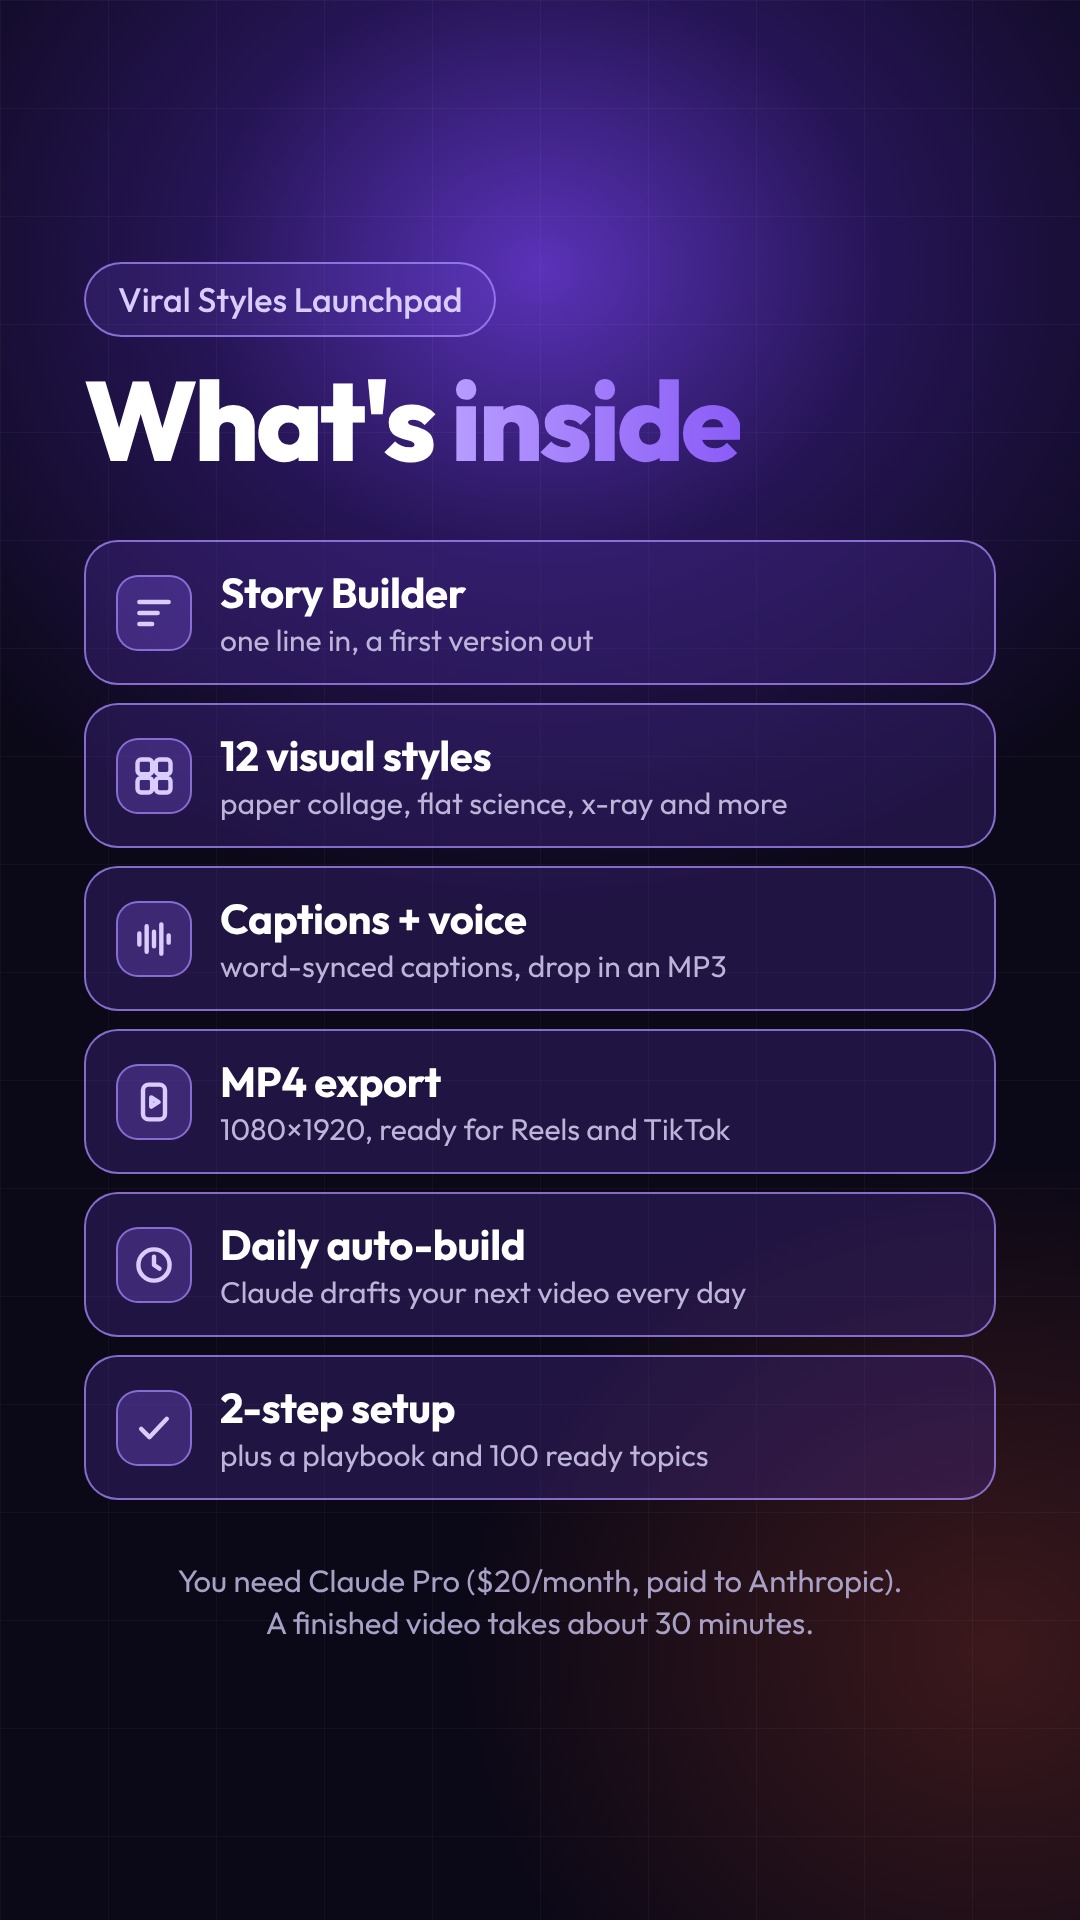 Viral Styles Launchpad
What's inside
Story Builder
one line in, a first version out
12 visual styles
paper collage, flat science, x-ray and more
Captions + voice
word-synced captions, drop in an MP3
MP4 export
1080×1920, ready for Reels and TikTok
Daily auto-build
Claude drafts your next video every day
2-step setup
plus a playbook and 100 ready topics
You need Claude Pro ($20/month, paid to Anthropic).
A finished video takes about 30 minutes.